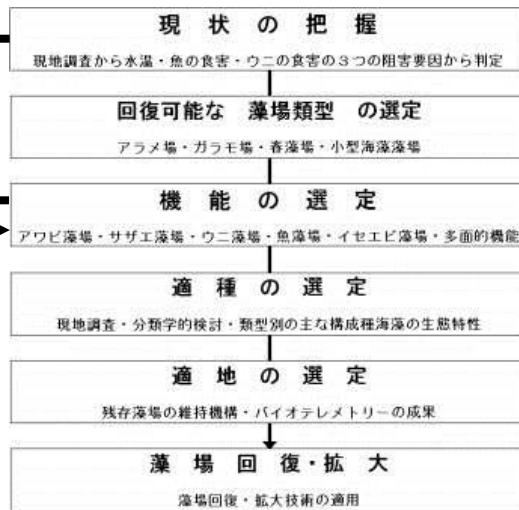 現状の把握
現地調査から水温・魚の食害・ウニの食害の3つの阻害要因から判定
回復可能な 藻場類型 の選定
アラメ場・ガラモ場・春藻場・小型海藻藻場
機能の選定
アワビ藻場・サザエ藻場・ウニ藻場・魚藻場・イセエビ藻場・多面的機能
適種の選定
現地調査・分類学的検討・類型別の主な構成種海藻の生態特性
適地の選定
残存藻場の維持機構・バイオテレメトリーの成果
藻場回復・拡大
藻場回復・拡大技術の適用